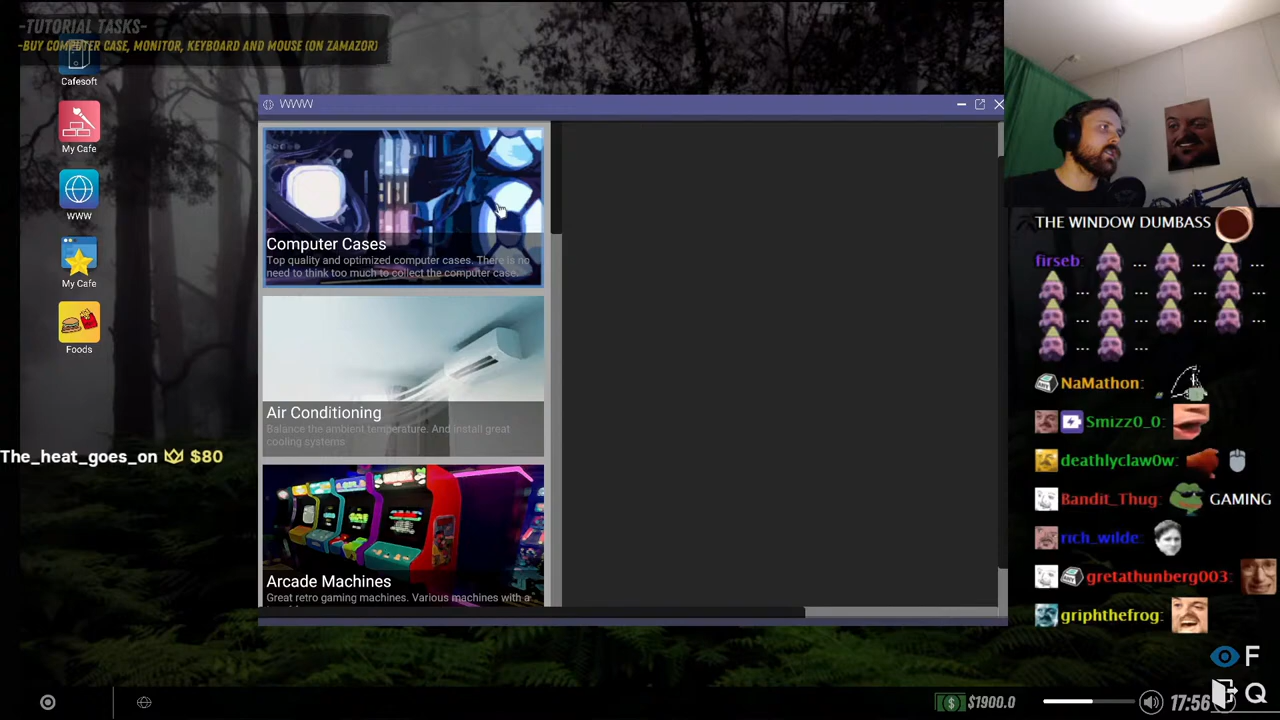 -TUTORIAL TASKS-
-BUY COMPUTER CASE, MONITOR, KEYBOARD AND MOUSE (ON ZAMAZOR)
Cafesoft
My Cafe
WWW
My Cafe
Foods
WWW
Computer Cases
Top quality and optimized computer cases. There is no
need to think too much to collect the computer case.
Air Conditioning
Balance the ambient temperature. And install great
cooling systems
Arcade Machines
Great retro gaming machines. Various machines with a
The_heat_goes_on $80
THE WINDOW DUMBASS
firseb: ... ... ...
... ... ... ...
... ... ... ...
... ...
NaMathon:
Smizz0_0:
deathlyclaw0w:
Bandit_Thug: GAMING
rich_wilde:
gretathunberg003:
griphthefrog:
F
Q
$1900.0
17:56